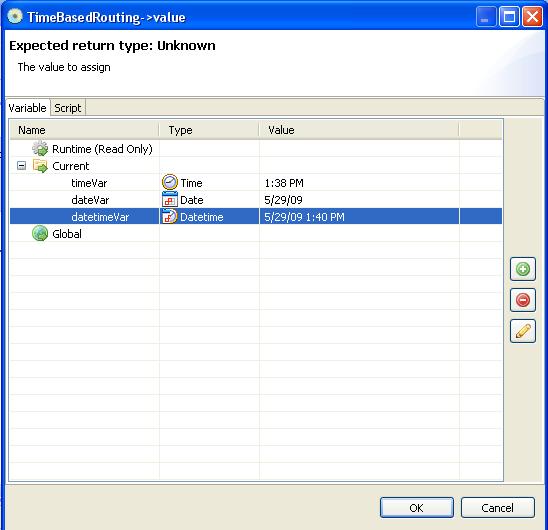 TimeBasedRouting->value
Expected return type: Unknown
The value to assign
Variable Script
Name Type Value
Runtime (Read Only)
Current
timeVar Time 1:38 PM
dateVar Date 5/29/09
datetimeVar Datetime 5/29/09 1:40 PM
Global
OK Cancel